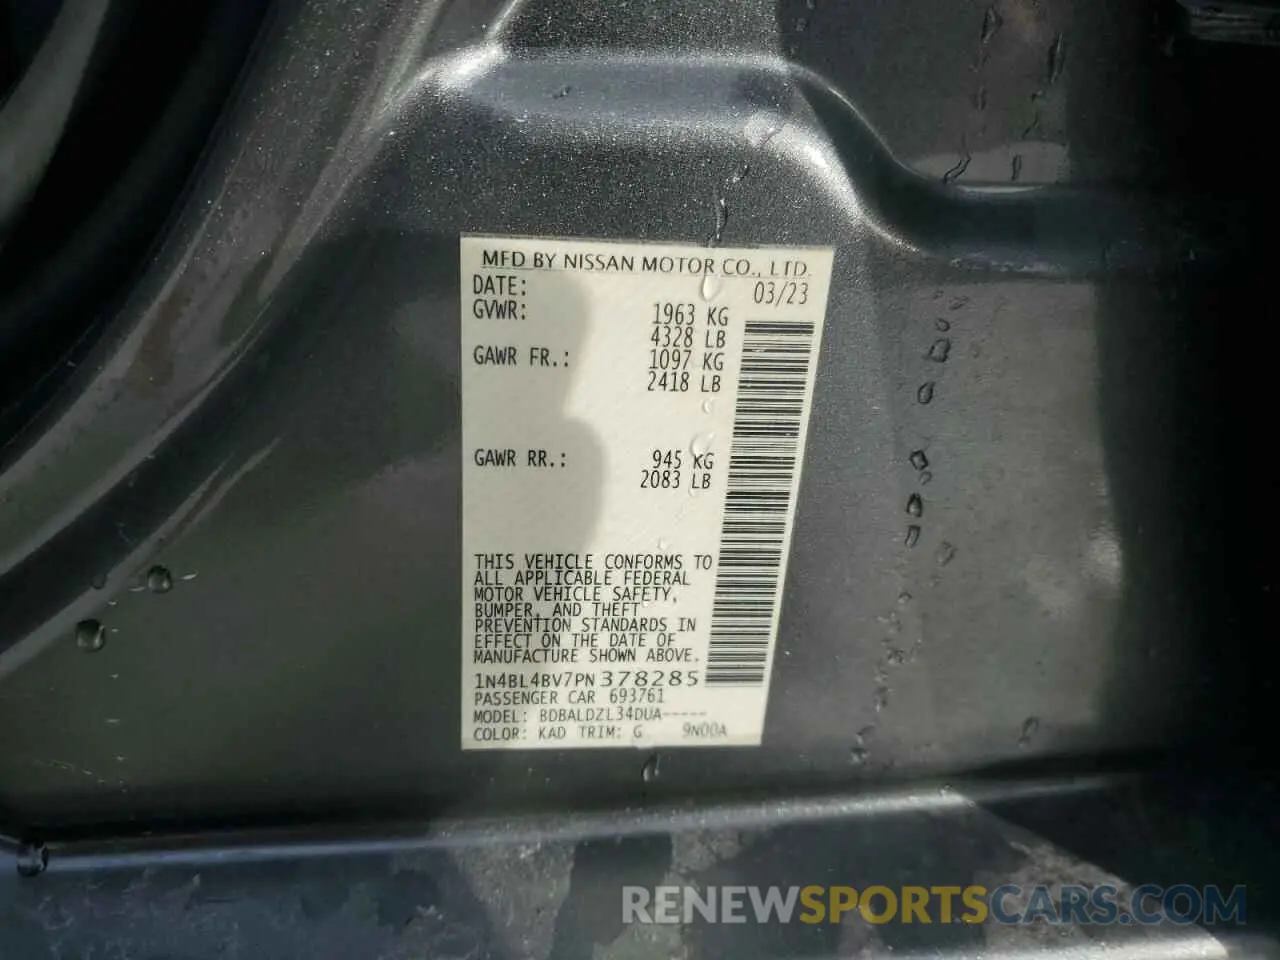 MFD BY NISSAN MOTOR CO., LTD.
DATE: 03/23
GVWR: 1963 KG
4328 LB
GAWR FR.: 1097 KG
2418 LB
GAWR RR.: 945 KG
2083 LB
THIS VEHICLE CONFORMS TO
ALL APPLICABLE FEDERAL
MOTOR VEHICLE SAFETY,
BUMPER, AND THEFT
PREVENTION STANDARDS IN
EFFECT ON THE DATE OF
MANUFACTURE SHOWN ABOVE.
1N4BL4BV7PN378285
PASSENGER CAR 693761
MODEL: BDBALDZL34DUA-----
COLOR: KAD TRIM: G 9N00A
RENEWSPORTSCARS.COM